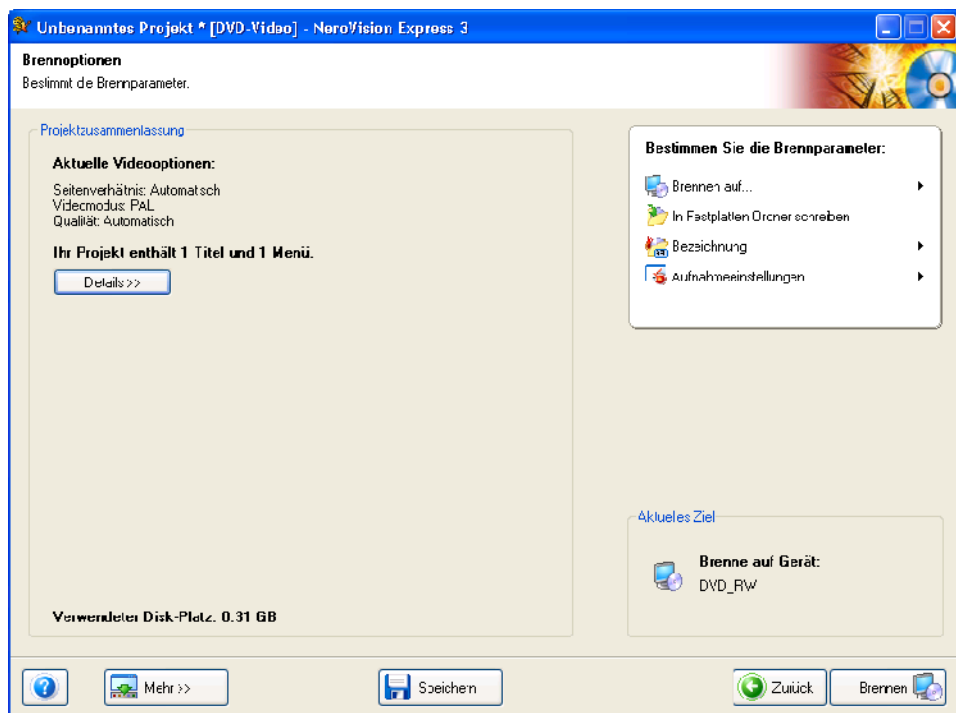 Unbenanntes Projekt * [DVD-Video] - NeroVision Express 3
Brennoptionen
Bestimmt die Brennparameter.
Projektzusammenfassung
Aktuelle Videooptionen:
Seitenverhältnis: Automatisch
Videomodus: PAL
Qualität: Automatisch
Ihr Projekt enthält 1 Titel und 1 Menü.
Details >>
Verwendeter Disk-Platz: 0.31 GB
Bestimmen Sie die Brennparameter:
Brennen auf...
In Festplatten Ordner schreiben
Bezeichnung
Aufnahmeeinstellungen
Aktuelles Ziel
Brenne auf Gerät:
DVD_RW
Mehr >>
Speichern
Zurück
Brennen